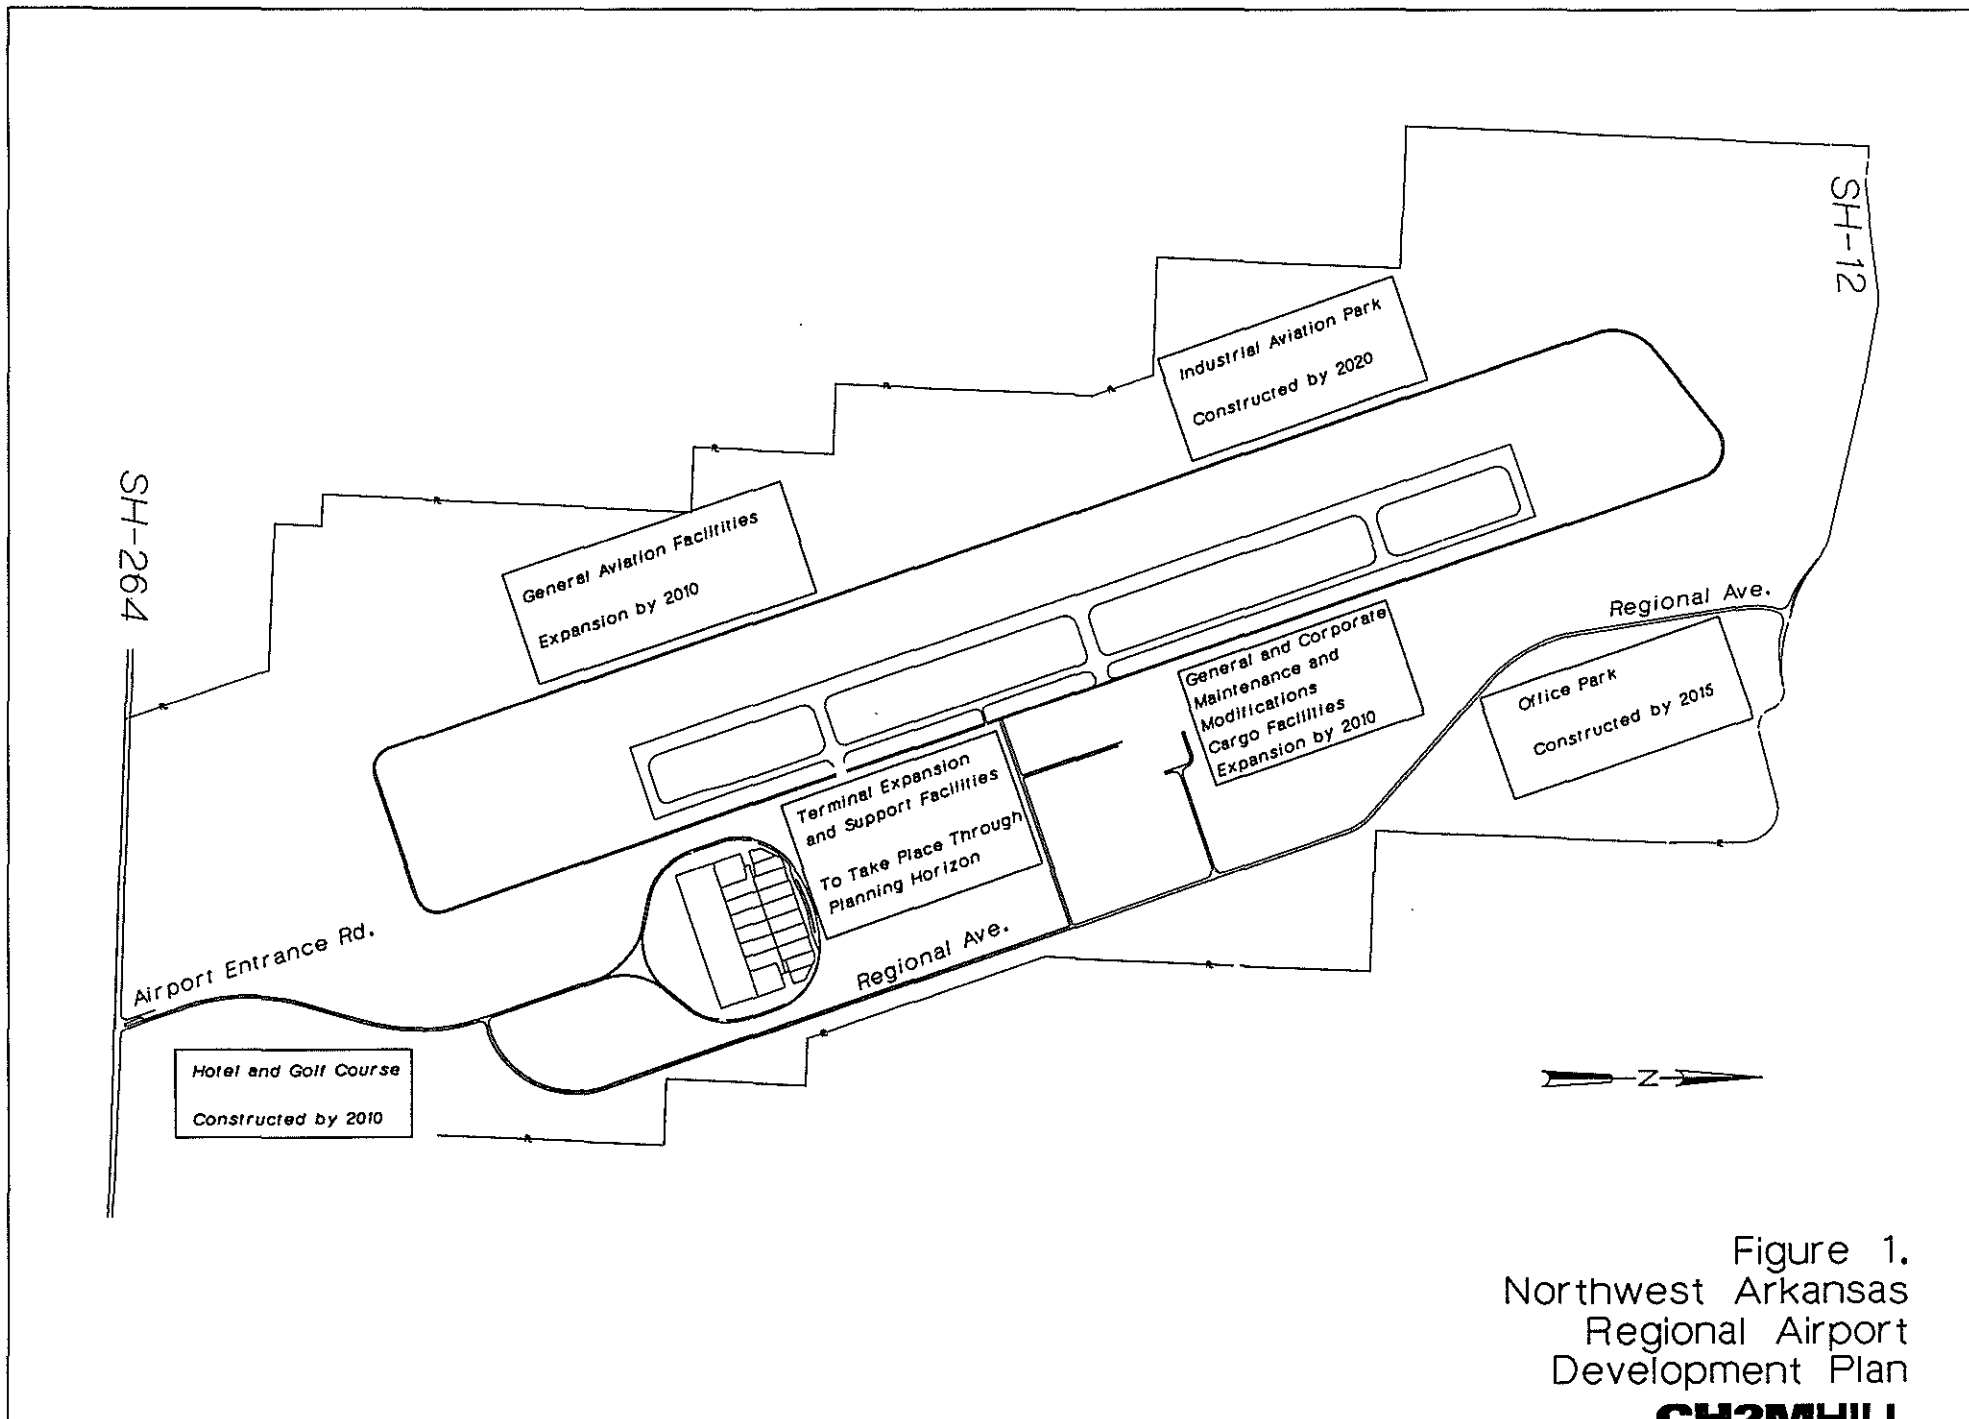 SH-12
Industrial Aviation Park
Constructed by 2020
SH-264
General Aviation Facilitities
Expansion by 2010
Regional Ave.
General and Corporate
Maintenance and
Modifications
Cargo Facilities
Expansion by 2010
Office Park
Constructed by 2015
Terminal Expansion
and Support Facilities
To Take Place Through
Planning Horizon
Regional Ave.
Airport Entrance Rd.
Hotel and Golf Course
Constructed by 2010
N
Figure 1.
Northwest Arkansas
Regional Airport
Development Plan
CH2MHILL